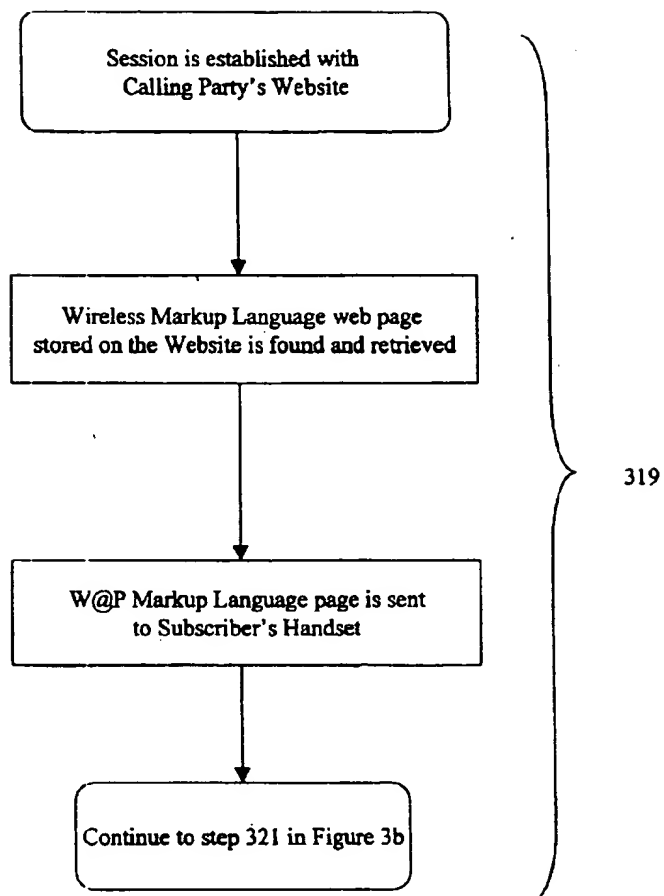 Session is established with
Calling Party's Website
Wireless Markup Language web page
stored on the Website is found and retrieved
319
W@P Markup Language page is sent
to Subscriber's Handset
Continue to step 321 in Figure 3b